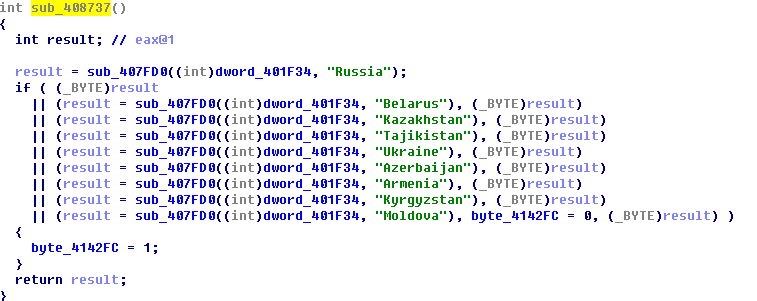 int sub_408737()
{
int result; // eax@1
result = sub_407FD0((int)dword_401F34, "Russia");
if ( (_BYTE)result
|| (result = sub_407FD0((int)dword_401F34, "Belarus"), (_BYTE)result)
|| (result = sub_407FD0((int)dword_401F34, "Kazakhstan"), (_BYTE)result)
|| (result = sub_407FD0((int)dword_401F34, "Tajikistan"), (_BYTE)result)
|| (result = sub_407FD0((int)dword_401F34, "Ukraine"), (_BYTE)result)
|| (result = sub_407FD0((int)dword_401F34, "Azerbaijan"), (_BYTE)result)
|| (result = sub_407FD0((int)dword_401F34, "Armenia"), (_BYTE)result)
|| (result = sub_407FD0((int)dword_401F34, "Kyrgyzstan"), (_BYTE)result)
|| (result = sub_407FD0((int)dword_401F34, "Moldova"), byte_4142FC = 0, (_BYTE)result) )
{
byte_4142FC = 1;
}
return result;
}